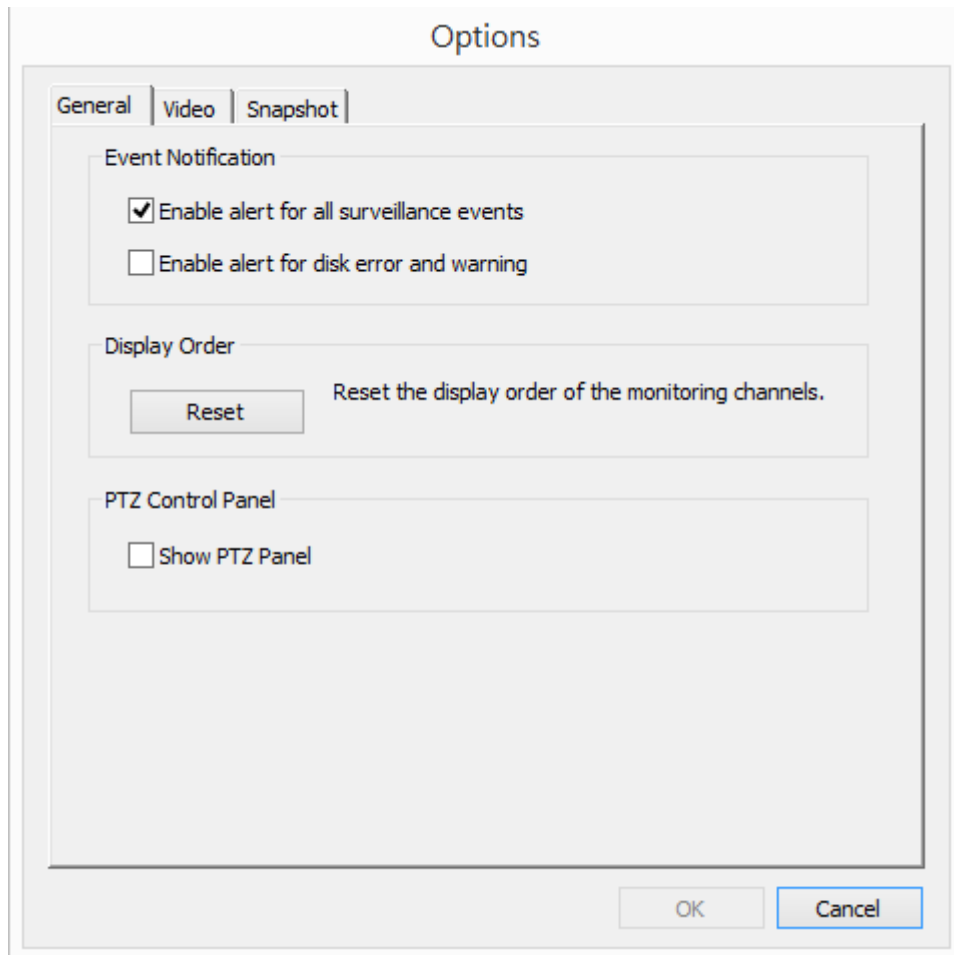 Options
General
Video
Snapshot
Event Notification
Enable alert for all surveillance events
Enable alert for disk error and warning
Display Order
Reset
Reset the display order of the monitoring channels.
PTZ Control Panel
Show PTZ Panel
OK
Cancel